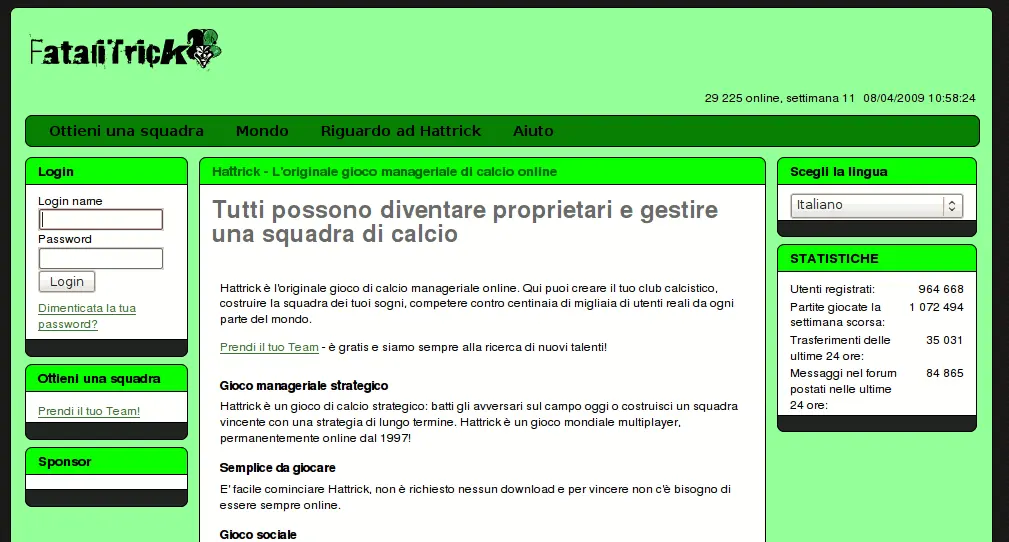 FatalTrick
29 225 online, settimana 11 08/04/2009 10:58:24
Ottieni una squadra Mondo Riguardo ad Hattrick Aiuto
Login
Login name
Password
Login
Dimenticata la tua
password?
Ottieni una squadra
Prendi il tuo Team!
Sponsor
Hattrick - L'originale gioco manageriale di calcio online
Tutti possono diventare proprietari e gestire
una squadra di calcio
Hattrick è l'originale gioco di calcio manageriale online. Qui puoi creare il tuo club calcistico,
costruire la squadra dei tuoi sogni, competere contro centinaia di migliaia di utenti reali da ogni
parte del mondo.
Prendi il tuo Team - è gratis e siamo sempre alla ricerca di nuovi talenti!
Gioco manageriale strategico
Hattrick è un gioco di calcio strategico: batti gli avversari sul campo oggi o costruisci un squadra
vincente con una strategia di lungo termine. Hattrick è un gioco mondiale multiplayer,
permanentemente online dal 1997!
Semplice da giocare
E' facile cominciare Hattrick, non è richiesto nessun download e per vincere non c'è bisogno di
essere sempre online.
Gioco sociale
Scegli la lingua
Italiano
STATISTICHE
Utenti registrati: 964 668
Partite giocate la 1 072 494
settimana scorsa:
Trasferimenti delle 35 031
ultime 24 ore:
Messaggi nel forum 84 865
postati nelle ultime
24 ore: